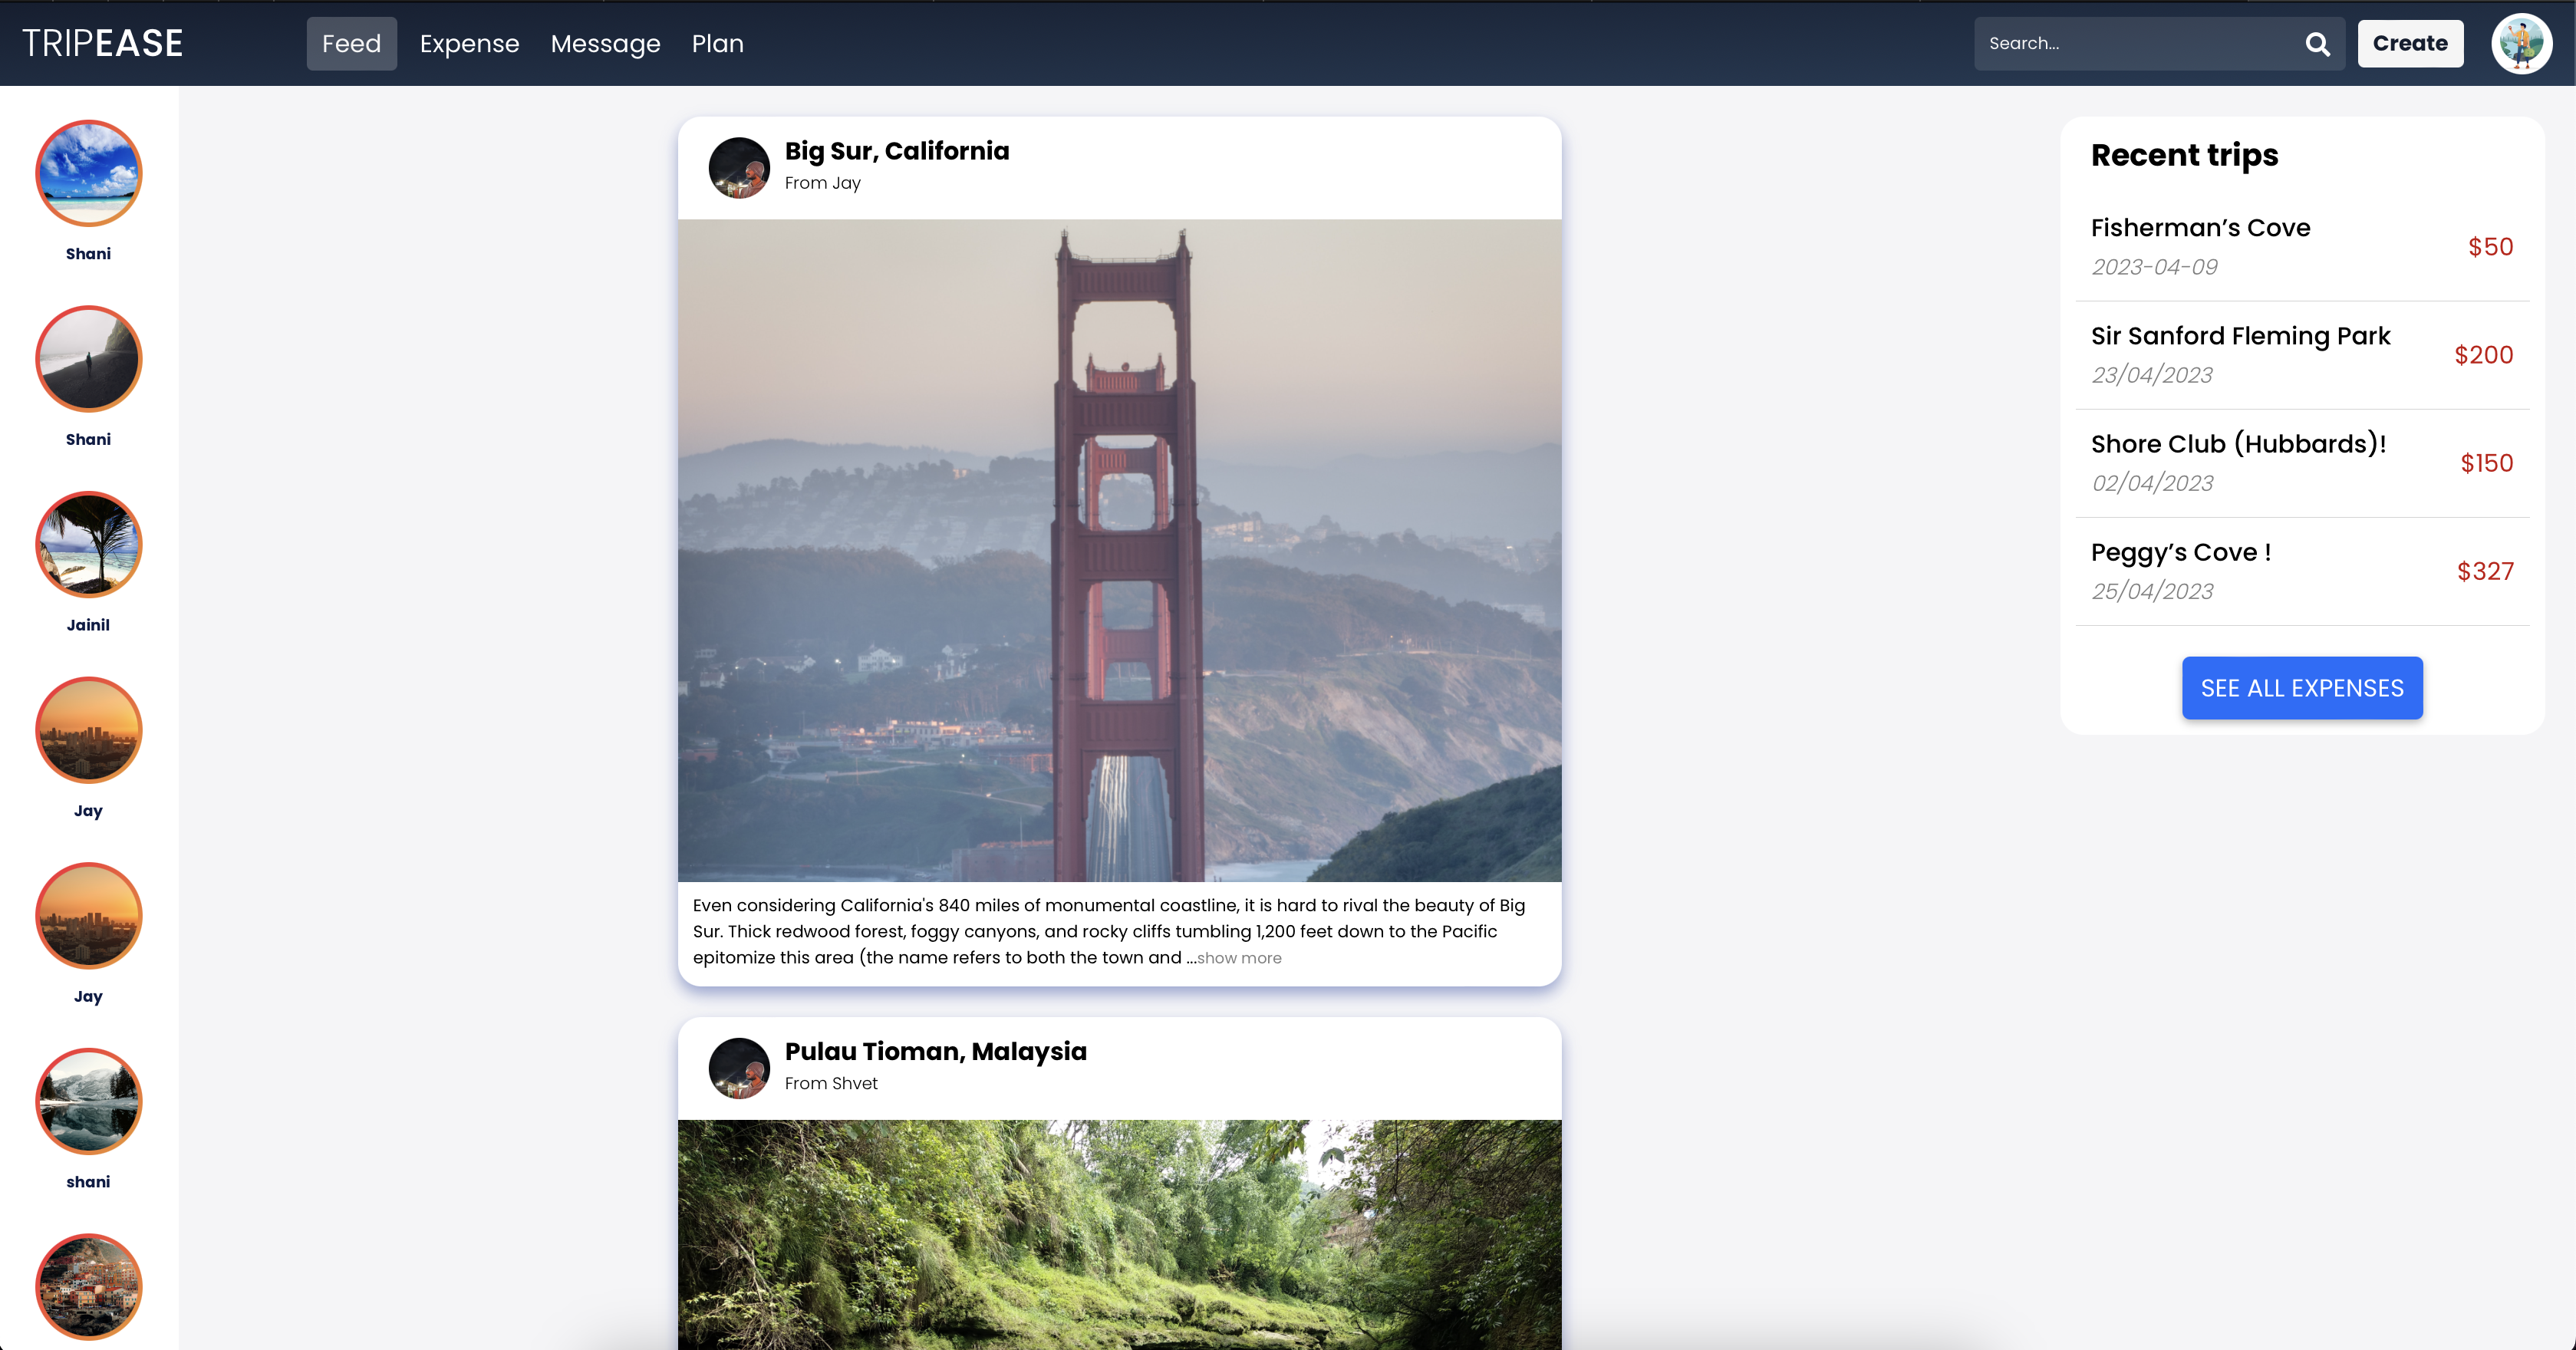 TRIPEASE
Feed
Expense
Message
Plan
Search...
Create
Shani
Shani
Jainil
Jay
Jay
shani
Big Sur, California
From Jay
Even considering California's 840 miles of monumental coastline, it is hard to rival the beauty of Big
Sur. Thick redwood forest, foggy canyons, and rocky cliffs tumbling 1,200 feet down to the Pacific
epitomize this area (the name refers to both the town and ...show more
Pulau Tioman, Malaysia
From Shvet
Recent trips
Fisherman’s Cove
2023-04-09
$50
Sir Sanford Fleming Park
23/04/2023
$200
Shore Club (Hubbards)!
02/04/2023
$150
Peggy’s Cove !
25/04/2023
$327
SEE ALL EXPENSES